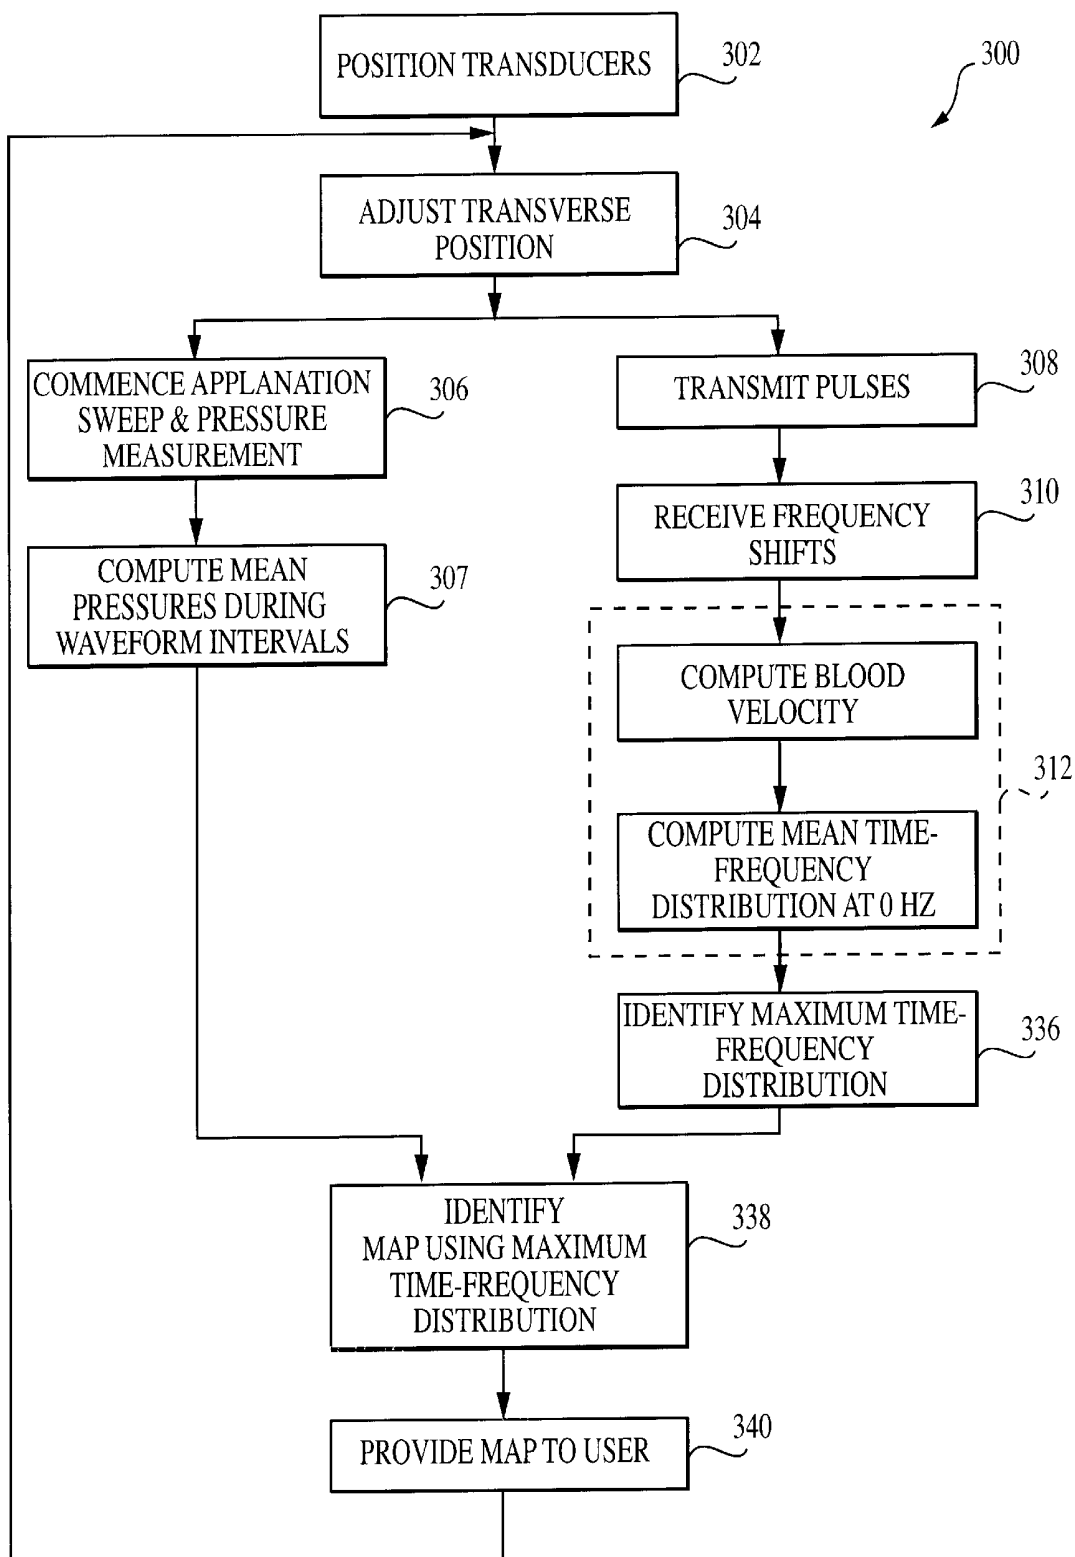 POSITION TRANSDUCERS
302
300
ADJUST TRANSVERSE
POSITION
304
COMMENCE APPLANATION
SWEEP & PRESSURE
MEASUREMENT
306
COMPUTE MEAN
PRESSURES DURING
WAVEFORM INTERVALS
307
TRANSMIT PULSES
308
RECEIVE FREQUENCY
SHIFTS
310
COMPUTE BLOOD
VELOCITY
312
COMPUTE MEAN TIME-
FREQUENCY
DISTRIBUTION AT 0 HZ
IDENTIFY MAXIMUM TIME-
FREQUENCY
DISTRIBUTION
336
IDENTIFY
MAP USING MAXIMUM
TIME-FREQUENCY
DISTRIBUTION
338
PROVIDE MAP TO USER
340